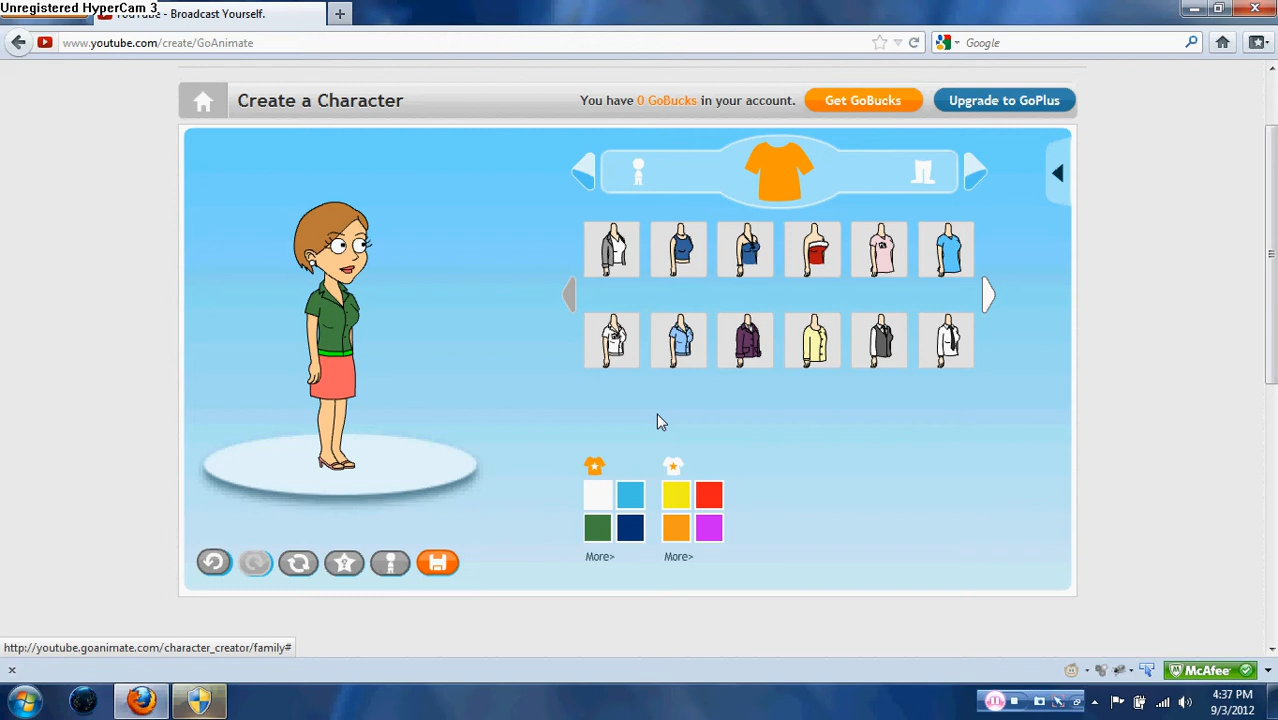 Unregistered HyperCam 3
YouTube - Broadcast Yourself.
www.youtube.com/create/GoAnimate
Google
Create a Character
You have 0 GoBucks in your account.
Get GoBucks
Upgrade to GoPlus
More>
More>
http://youtube.goanimate.com/character_creator/family#
McAfee
4:37 PM
9/3/2012